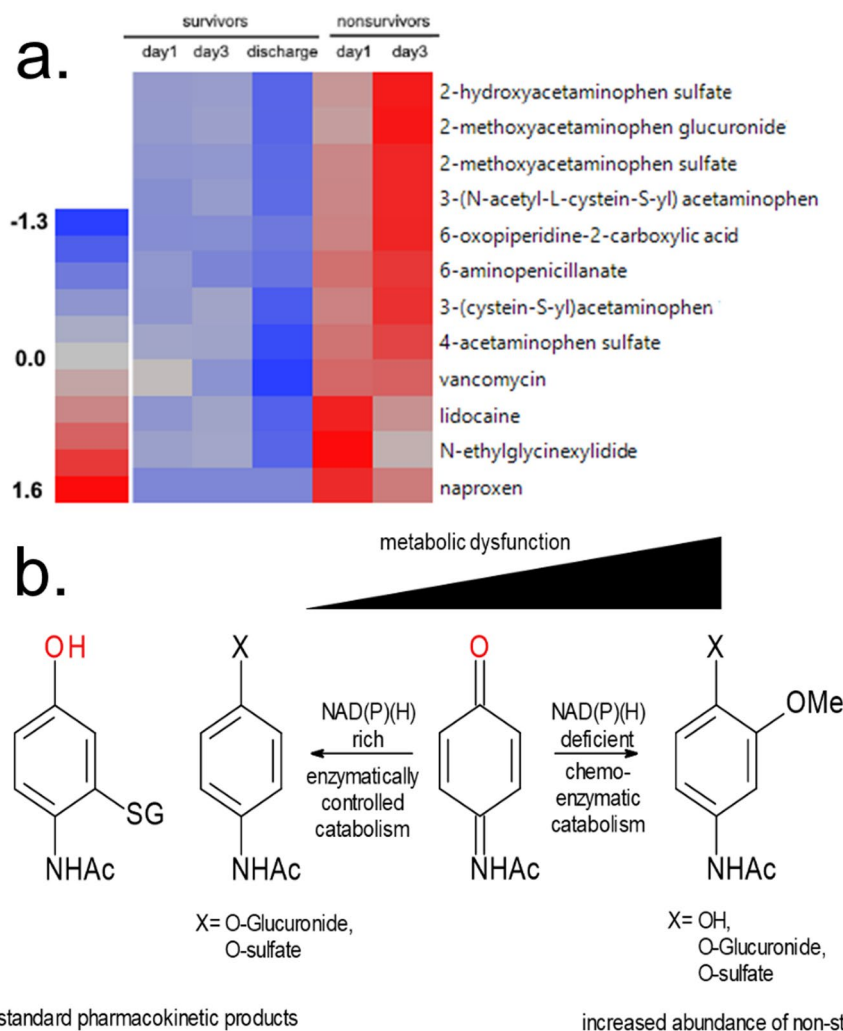 a.
survivors nonsurvivors
day1 day3 discharge day1 day3
2-hydroxyacetaminophen sulfate
2-methoxyacetaminophen glucuronide
2-methoxyacetaminophen sulfate
3-(N-acetyl-L-cystein-S-yl) acetaminophen
6-oxopiperidine-2-carboxylic acid
6-aminopenicillanate
3-(cystein-S-yl)acetaminophen
4-acetaminophen sulfate
vancomycin
lidocaine
N-ethylglycinexylidide
naproxen
-1.3
0.0
1.6
b.
metabolic dysfunction
OH
SG
NHAc
X
NHAc
X= O-Glucuronide,
O-sulfate
NAD(P)(H)
rich
enzymatically
controlled
catabolism
O
NHAc
NAD(P)(H)
deficient
chemo-
enzymatic
catabolism
X
OMe
NHAc
X= OH,
O-Glucuronide,
O-sulfate
standard pharmacokinetic products
increased abundance of non-st